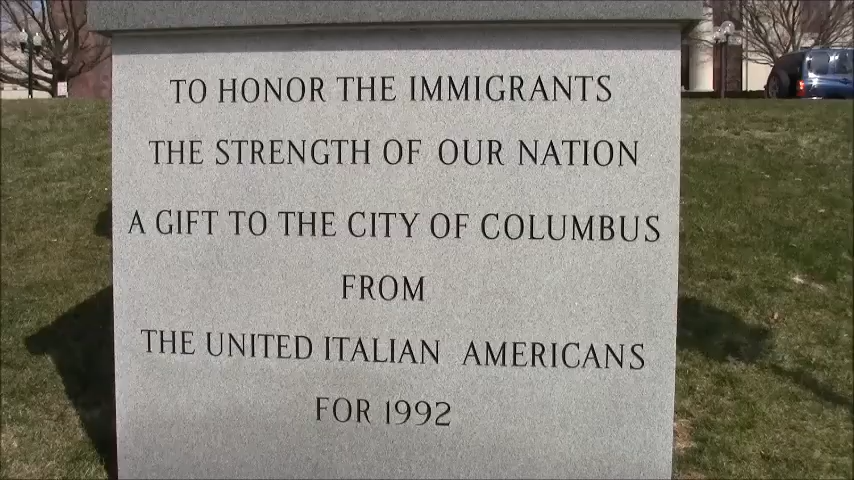 TO HONOR THE IMMIGRANTS
THE STRENGTH OF OUR NATION
A GIFT TO THE CITY OF COLUMBUS
FROM
THE UNITED ITALIAN AMERICANS
FOR 1992